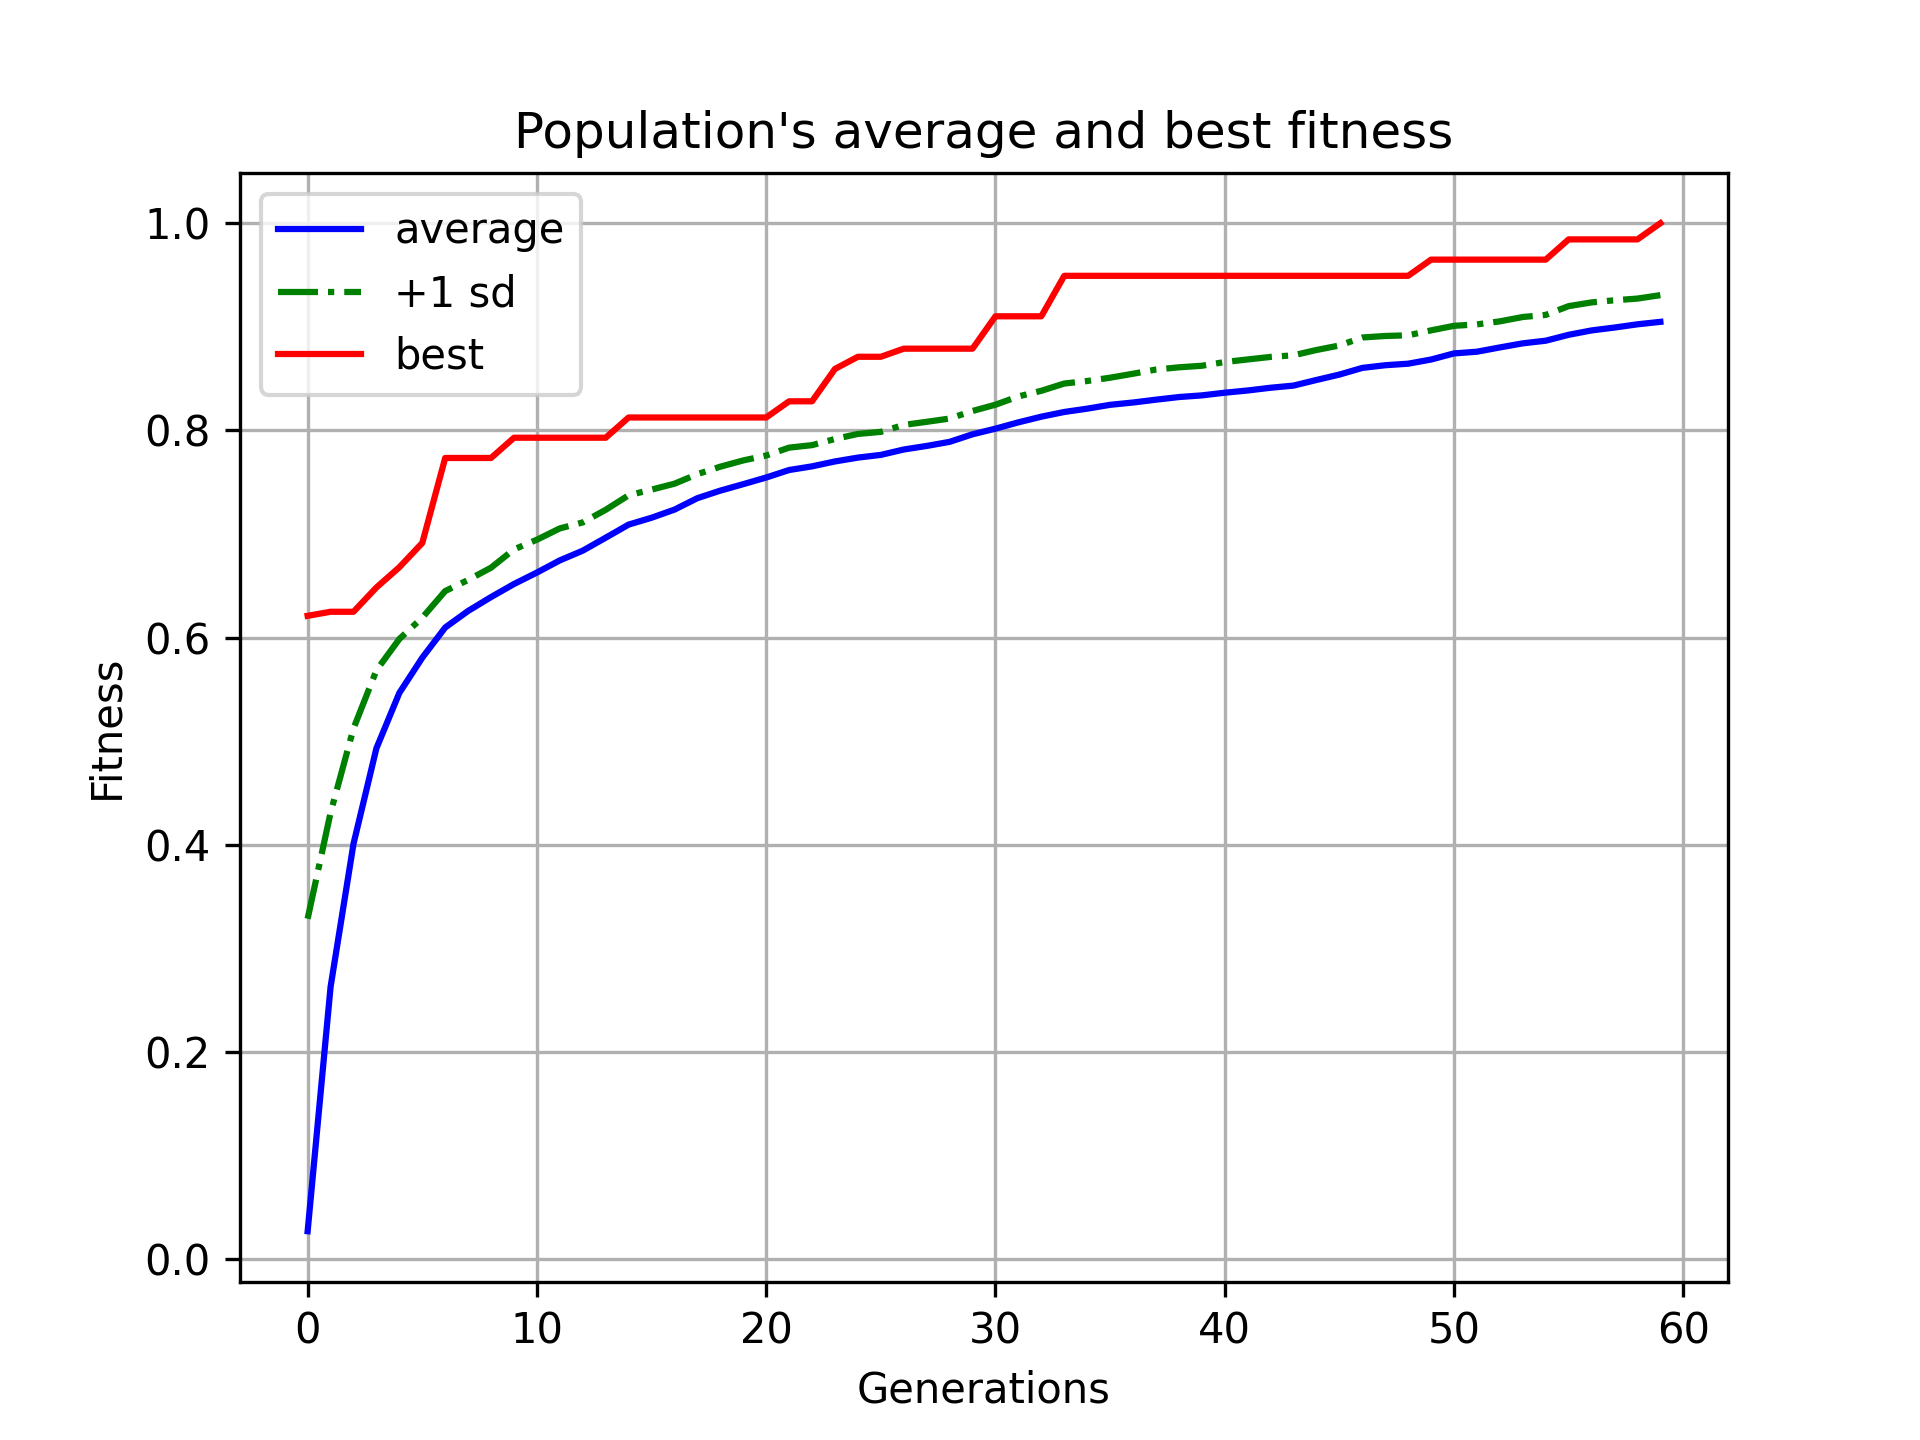 Population's average and best fitness
average
+1 sd
best
1.0
0.8
0.6
0.4
0.2
0.0
Fitness
0 10 20 30 40 50 60
Generations